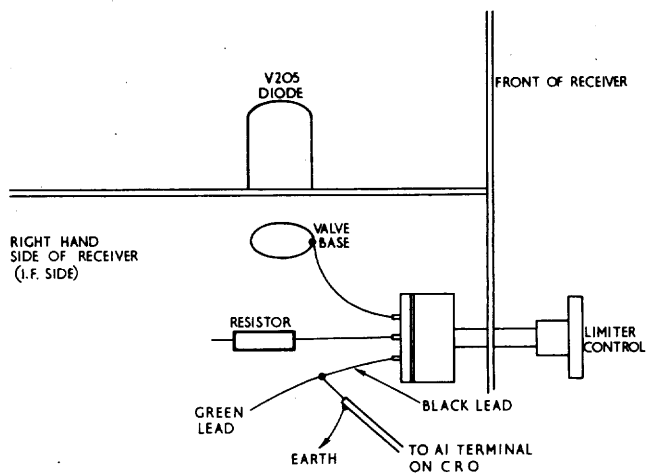 V205
DIODE
FRONT OF RECEIVER
VALVE
BASE
RIGHT HAND
SIDE OF RECEIVER
(I.F. SIDE)
RESISTOR
LIMITER
CONTROL
BLACK LEAD
GREEN
LEAD
EARTH
TO A1 TERMINAL
ON C R O